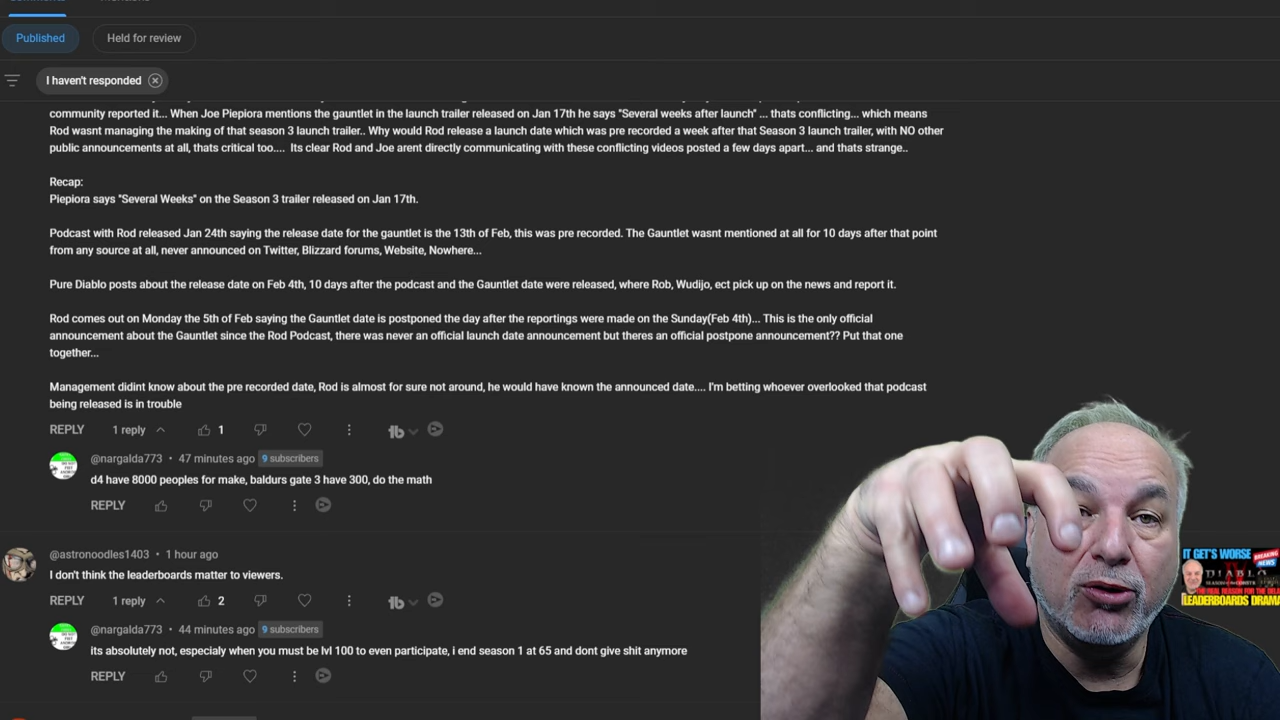 Published
Held for review
I haven't responded
community reported it... When Joe Piepiora mentions the gauntlet in the launch trailer released on Jan 17th he says "Several weeks after launch" ... thats conflicting... which means
Rod wasnt managing the making of that season 3 launch trailer.. Why would Rod release a launch date which was pre recorded a week after that Season 3 launch trailer, with NO other
public announcements at all, thats critical too.... Its clear Rod and Joe arent directly communicating with these conflicting videos posted a few days apart... and thats strange..
Recap:
Piepiora says "Several Weeks" on the Season 3 trailer released on Jan 17th.
Podcast with Rod released Jan 24th saying the release date for the gauntlet is the 13th of Feb, this was pre recorded. The Gauntlet wasnt mentioned at all for 10 days after that point
from any source at all, never announced on Twitter, Blizzard forums, Website, Nowhere...
Pure Diablo posts about the release date on Feb 4th, 10 days after the podcast and the Gauntlet date were released, where Rob, Wudijo, ect pick up on the news and report it.
Rod comes out on Monday the 5th of Feb saying the Gauntlet date is postponed the day after the reportings were made on the Sunday(Feb 4th)... This is the only official
announcement about the Gauntlet since the Rod Podcast, there was never an official launch date announcement but theres an official postpone announcement?? Put that one
together...
Management didint know about the pre recorded date, Rod is almost for sure not around, he would have known the announced date.... I'm betting whoever overlooked that podcast
being released is in trouble
REPLY 1 reply 1
@nargalda773 • 47 minutes ago 9 subscribers
d4 have 8000 peoples for make, baldurs gate 3 have 300, do the math
REPLY
@astronoodles1403 • 1 hour ago
I don't think the leaderboards matter to viewers.
REPLY 1 reply 2
@nargalda773 • 44 minutes ago 9 subscribers
its absolutely not, especialy when you must be lvl 100 to even participate, i end season 1 at 65 and dont give shit anymore
REPLY
IT GET'S WORSE
BREAKING
NEWS
DIABLO
THE REAL REASON FOR THE
LEADERBOARDS DRAMA